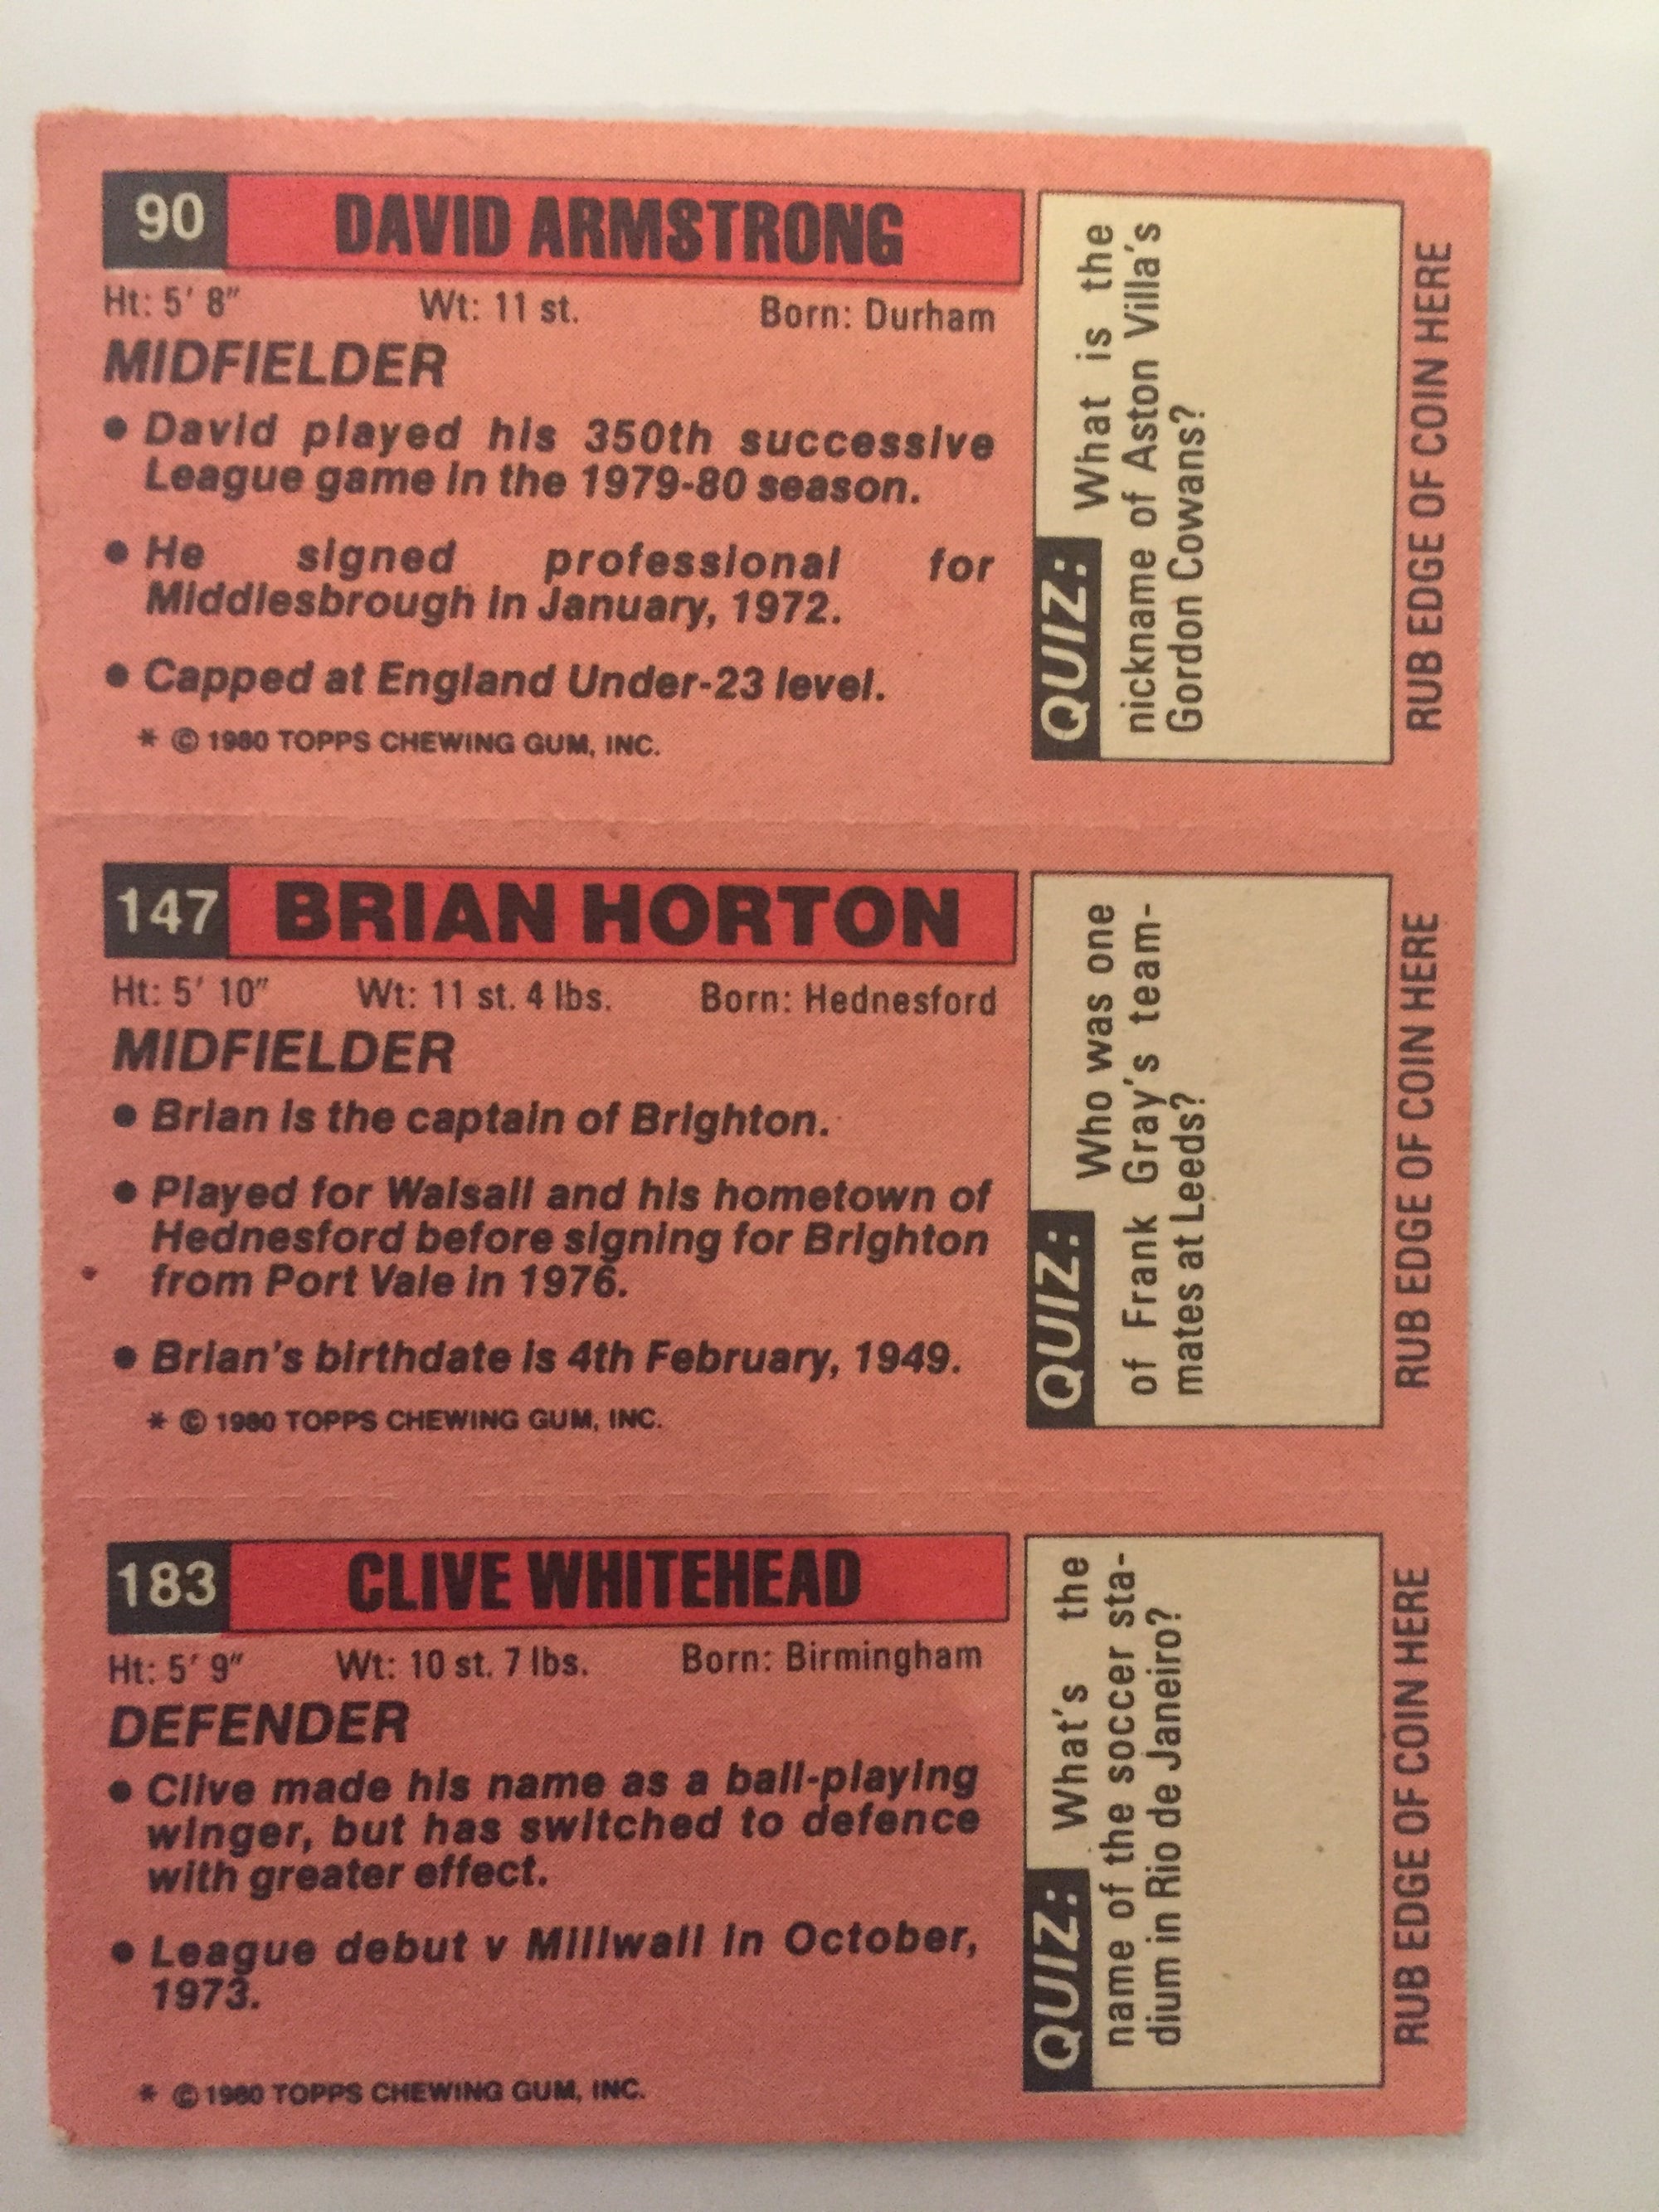 90 DAVID ARMSTRONG
Ht: 5' 8" Wt: 11 st. Born: Durham
MIDFIELDER
● David played his 350th successive
League game in the 1979-80 season.
● He signed professional for
Middlesbrough in January, 1972.
● Capped at England Under-23 level.
* © 1980 TOPPS CHEWING GUM, INC.
QUIZ: What is the
nickname of Aston Villa's
Gordon Cowans?
RUB EDGE OF COIN HERE
147 BRIAN HORTON
Ht: 5' 10" Wt: 11 st. 4 lbs. Born: Hednesford
MIDFIELDER
● Brian is the captain of Brighton.
● Played for Walsall and his hometown of
Hednesford before signing for Brighton
from Port Vale in 1976.
● Brian's birthdate is 4th February, 1949.
* © 1980 TOPPS CHEWING GUM, INC.
QUIZ: Who was one
of Frank Gray's team-
mates at Leeds?
RUB EDGE OF COIN HERE
183 CLIVE WHITEHEAD
Ht: 5' 9" Wt: 10 st. 7 lbs. Born: Birmingham
DEFENDER
● Clive made his name as a ball-playing
winger, but has switched to defence
with greater effect.
● League debut v Millwall in October,
1973.
* © 1980 TOPPS CHEWING GUM, INC.
QUIZ: What's the
name of the soccer sta-
dium in Rio de Janeiro?
RUB EDGE OF COIN HERE